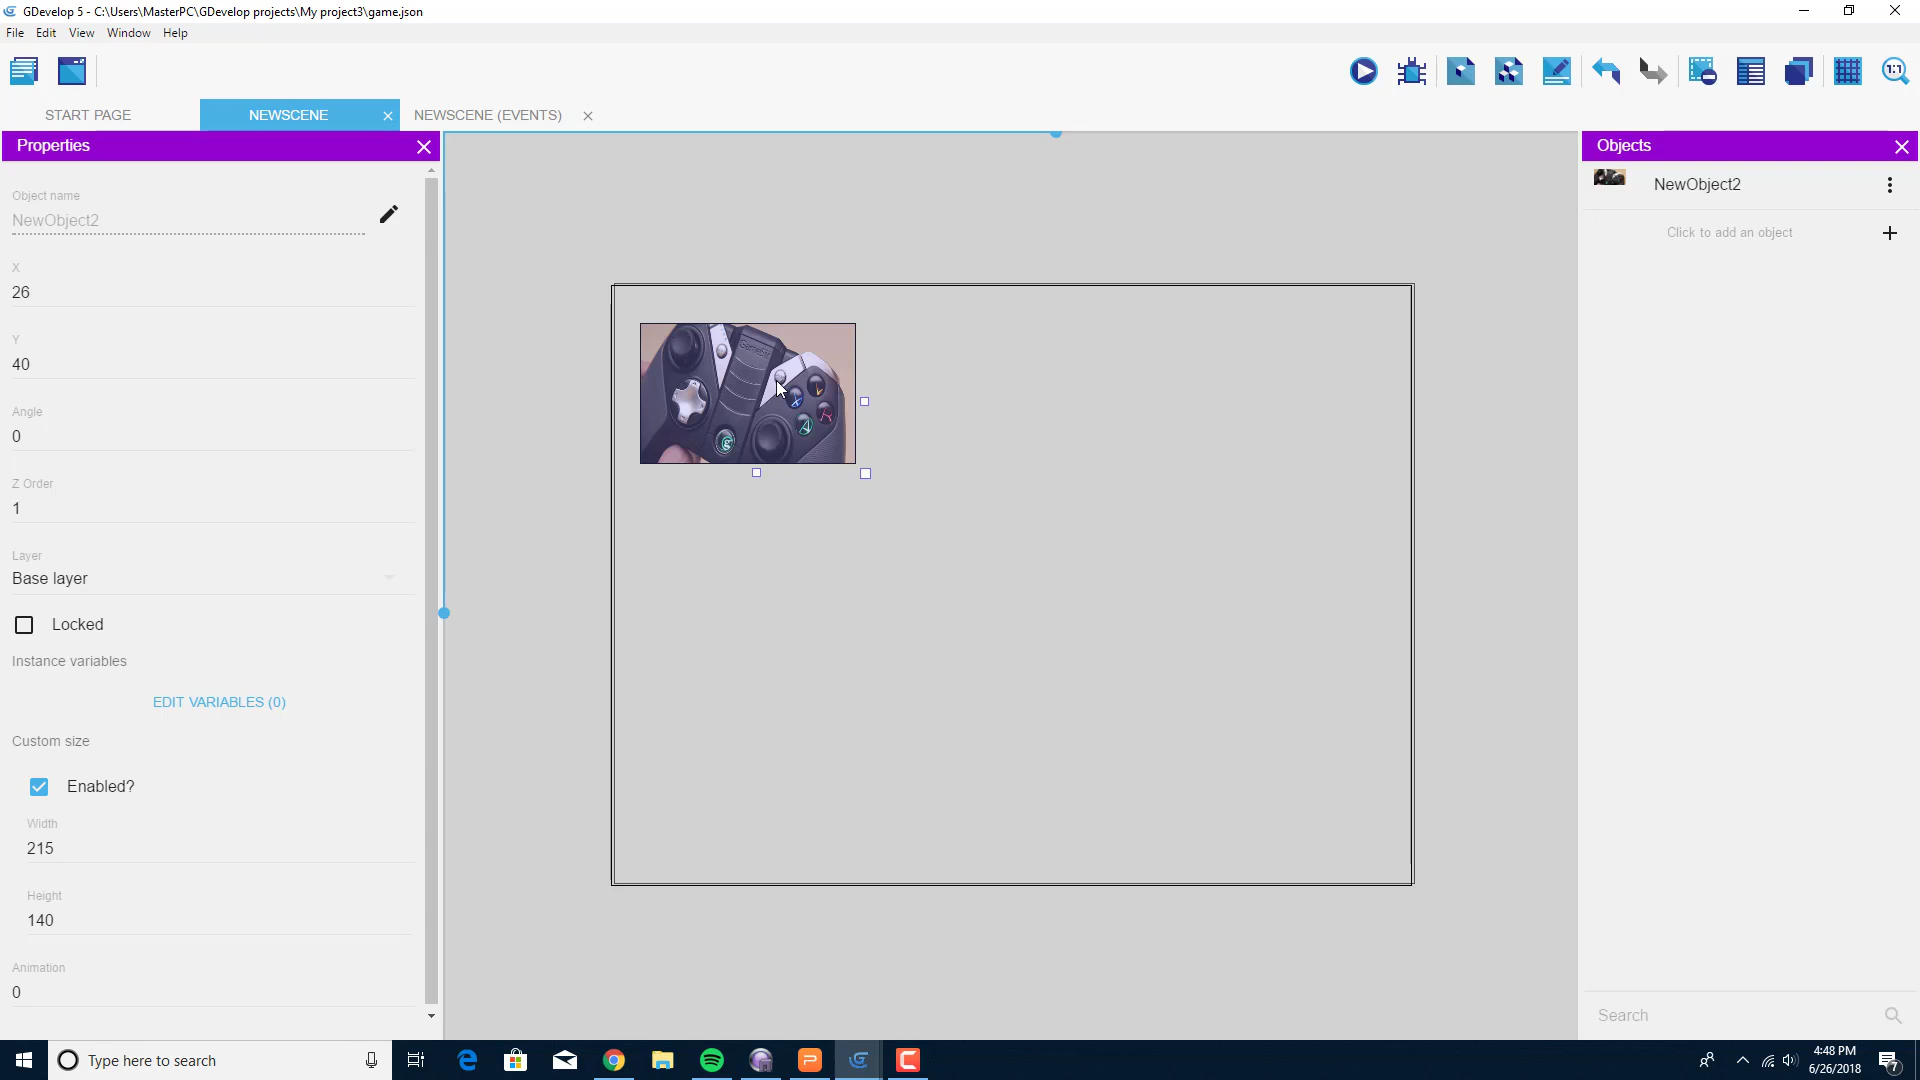 GDevelop 5 - C:\Users\MasterPC\GDevelop projects\My project3\game.json
File Edit View Window Help
1:1
START PAGE
NEWSCENE
NEWSCENE (EVENTS)
Properties
Objects
Object name
NewObject2
NewObject2
Click to add an object
X
26
Y
40
Angle
0
Z Order
1
Layer
Base layer
Locked
Instance variables
EDIT VARIABLES (0)
Custom size
Enabled?
Width
215
Height
140
Animation
0
Search
Type here to search
4:48 PM
6/26/2018
7
X
A
g